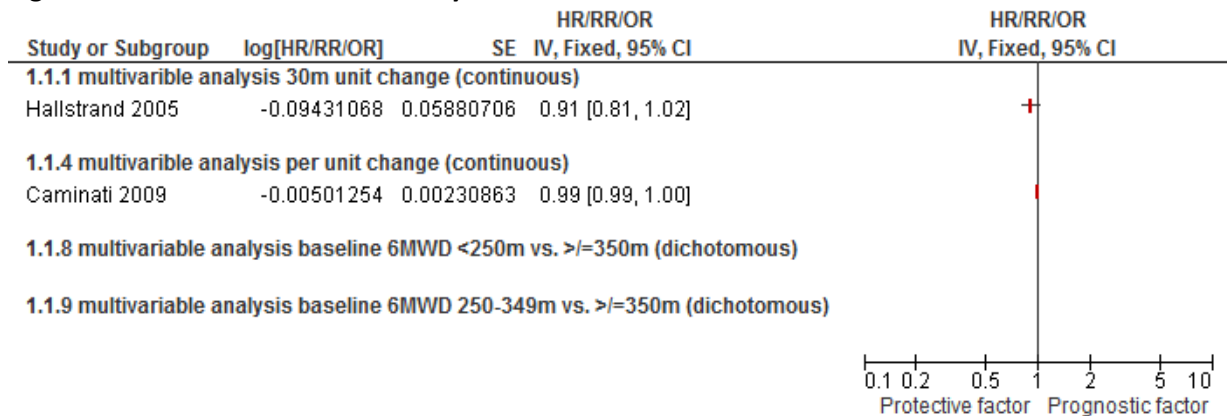 HR/RR/OR HR/RR/OR
Study or Subgroup log[HR/RR/OR] SE IV, Fixed, 95% CI IV, Fixed, 95% CI
1.1.1 multivarible analysis 30m unit change (continuous)
Hallstrand 2005 -0.09431068 0.05880706 0.91 [0.81, 1.02]
1.1.4 multivarible analysis per unit change (continuous)
Caminati 2009 -0.00501254 0.00230863 0.99 [0.99, 1.00]
1.1.8 multivariable analysis baseline 6MWD <250m vs. >/=350m (dichotomous)
1.1.9 multivariable analysis baseline 6MWD 250-349m vs. >/=350m (dichotomous)
0.1 0.2 0.5 1 2 5 10
Protective factor Prognostic factor